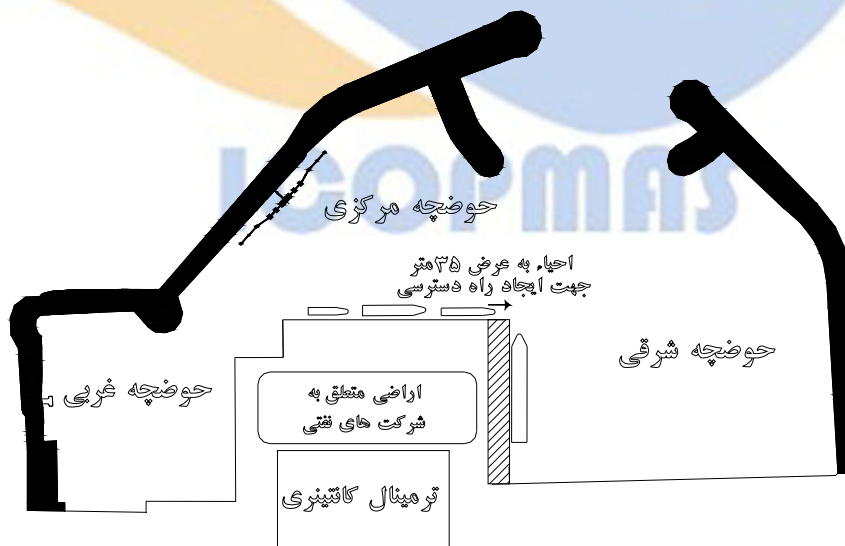 ICOPMAS
حوضچه مرکزی
احیاء به عرض ۳۵متر
جهت ایجاد راه دسترسی
حوضچه شرقی
حوضچه غربی
اراضی متعلق به
شرکت های نفتی
ترمینال کانتینری